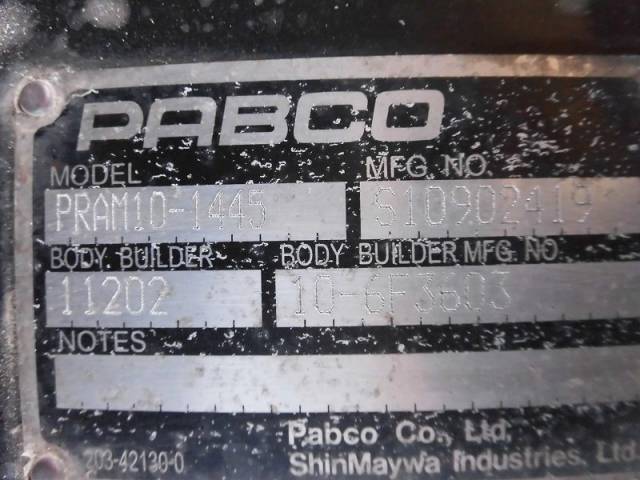 PABCO
MODEL MFG. NO.
PRAM10-1445 S10902419
BODY BUILDER BODY BUILDER MFG NO.
11202 10-6F3603
NOTES
Pabco Co., Ltd.
203-42130-0 ShinMaywa Industries, Ltd.